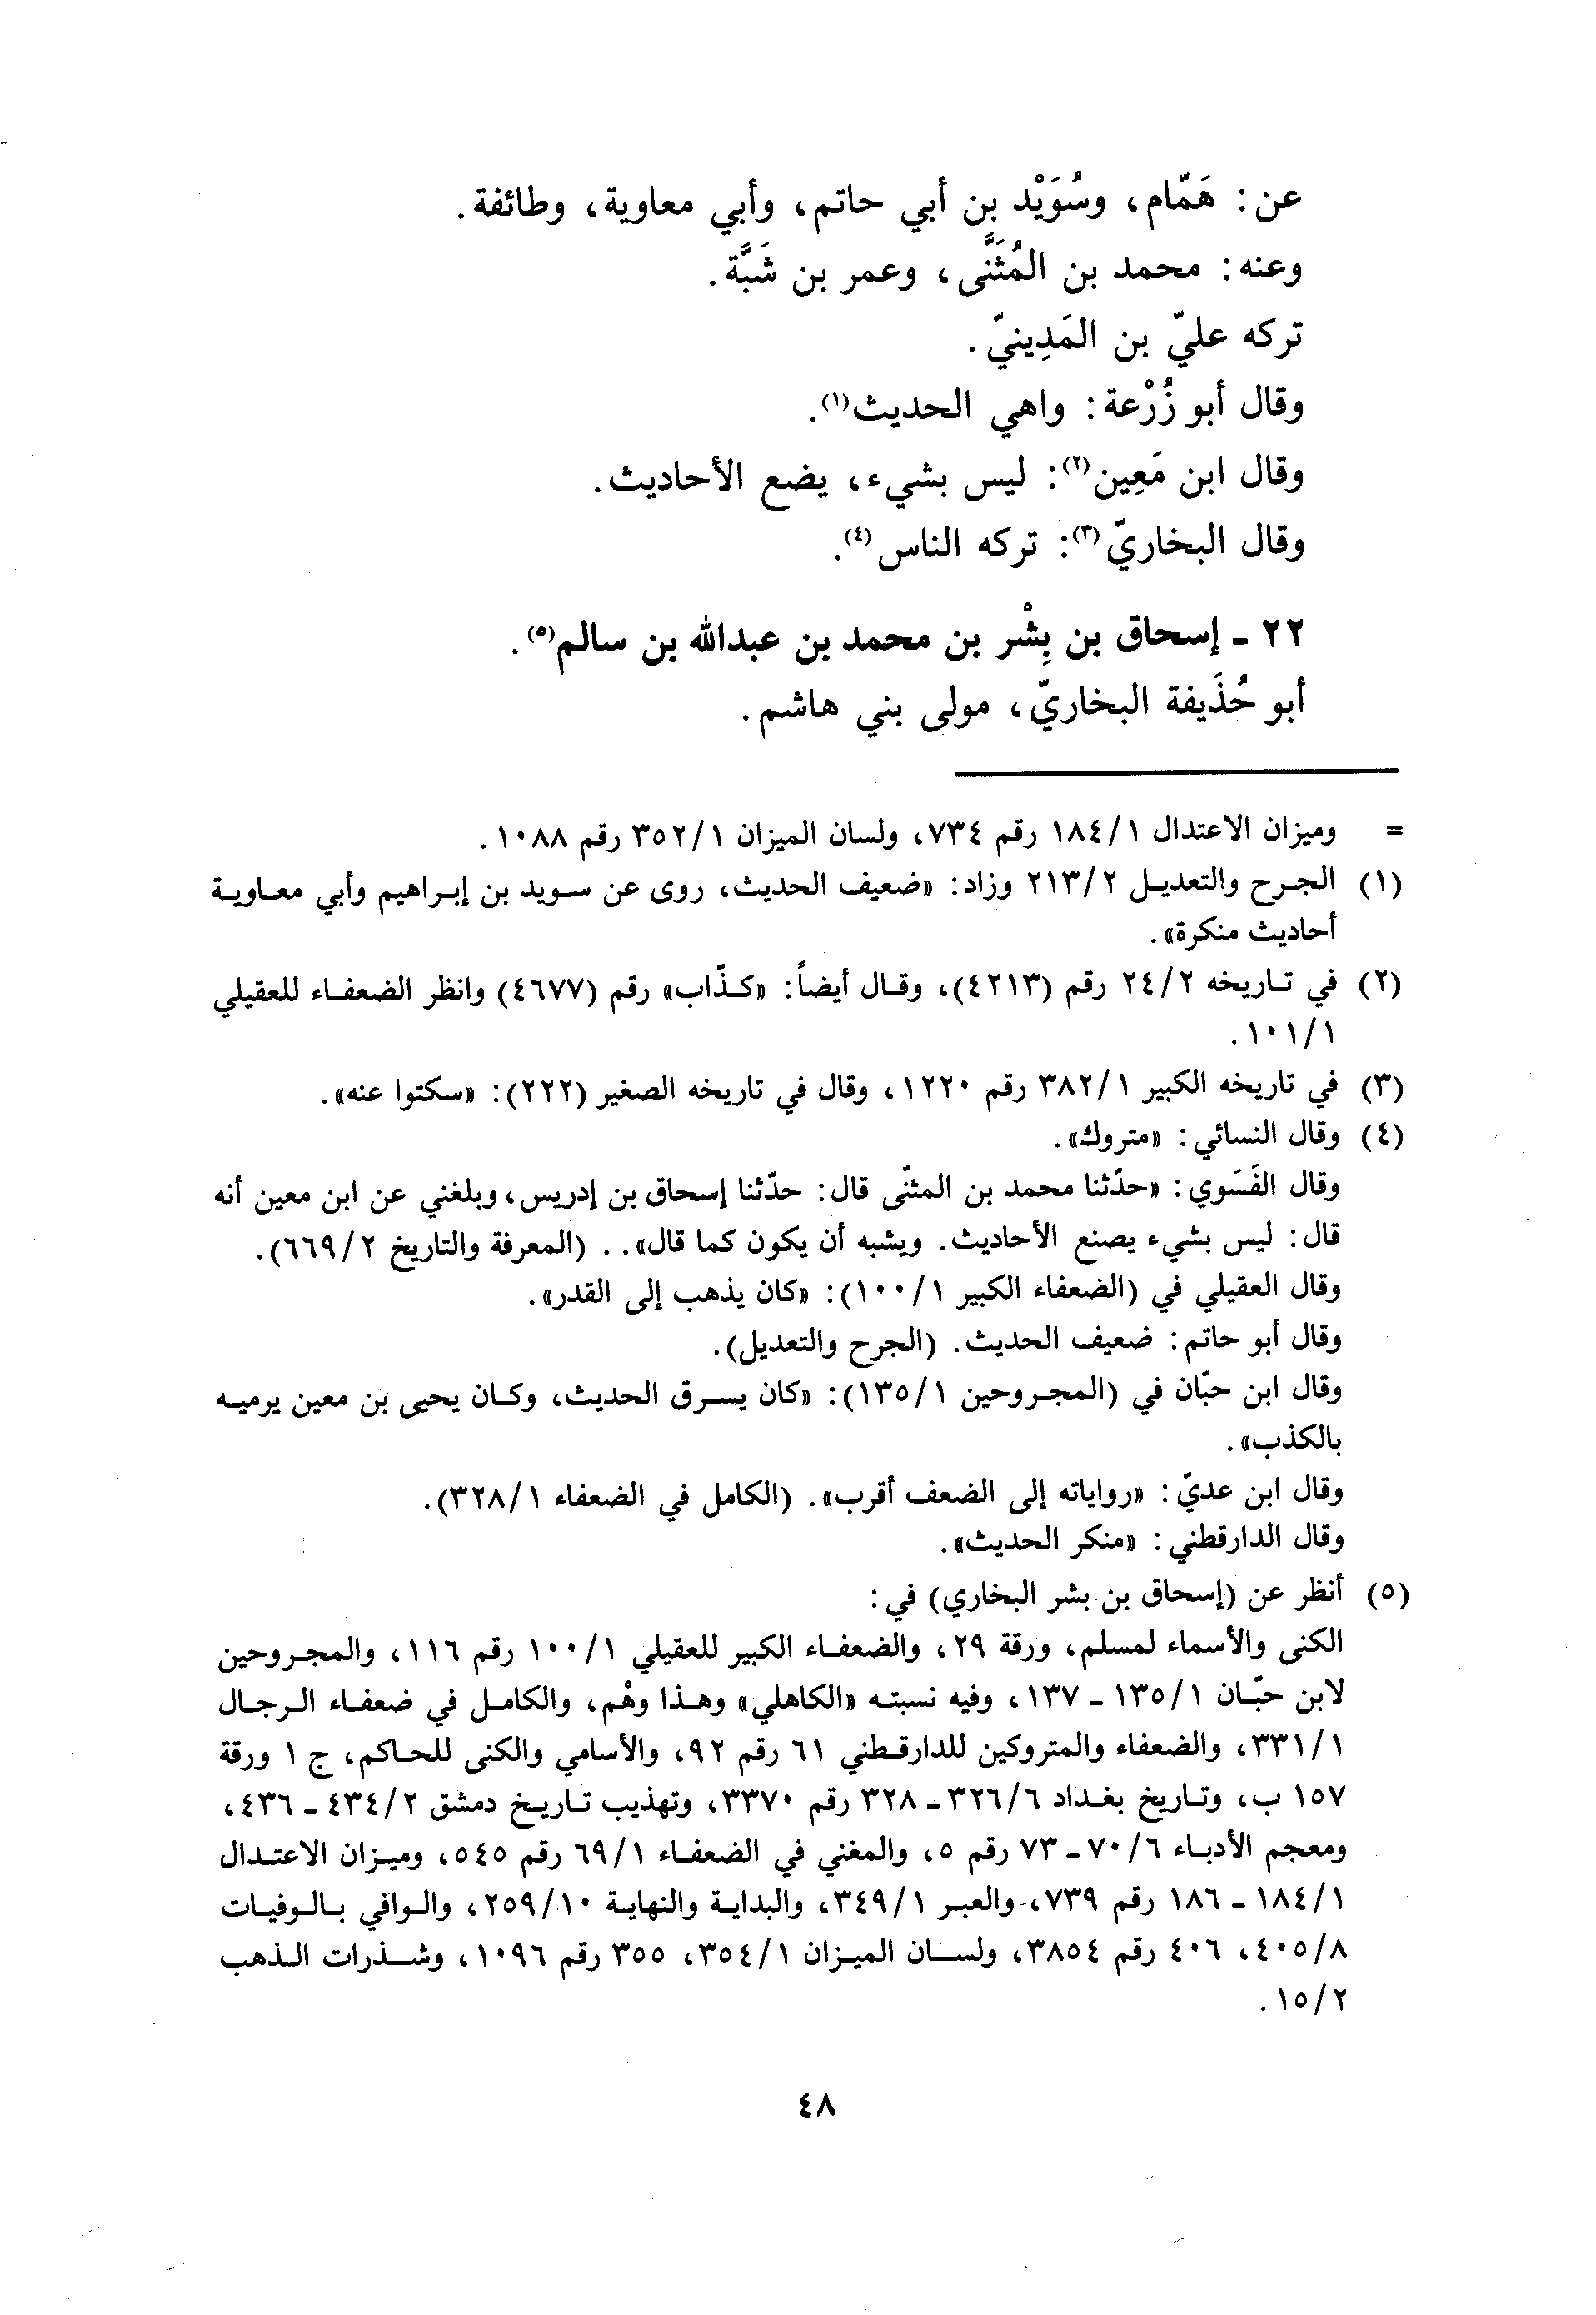 عن: هَمّام، وسُوَيْد بن أبي حاتم، وأبي معاوية، وطائفة.
وعنه: محمد بن المُثَنَّى، وعمر بن شَبَّة.
تركه عليّ بن المَدِينيّ.
وقال أبو زُرْعة: واهي الحديث(١).
وقال ابن مَعِين(٢): ليس بشيء، يضع الأحاديث.
وقال البخاريّ(٣): تركه الناس(٤).
٢٢ - إسحاق بن بِشْر بن محمد بن عبدالله بن سالم(٥).
أبو حُذَيفة البخاريّ، مولى بني هاشم.
= وميزان الاعتدال ١/١٨٤ رقم ٧٣٤، ولسان الميزان ١/٣٥٢ رقم ١٠٨٨.
(١) الجرح والتعديل ٢/٢١٣ وزاد: «ضعيف الحديث، روى عن سويد بن إبراهيم وأبي معاوية
أحاديث منكرة».
(٢) في تاريخه ٢/٢٤ رقم (٤٢١٣)، وقال أيضاً: «كذّاب» رقم (٤٦٧٧) وانظر الضعفاء للعقيلي
١/١٠١.
(٣) في تاريخه الكبير ١/٣٨٢ رقم ١٢٢٠، وقال في تاريخه الصغير (٢٢٢): «سكتوا عنه».
(٤) وقال النسائي: «متروك».
وقال الفَسَوي: «حدّثنا محمد بن المثنّى قال: حدّثنا إسحاق بن إدريس، وبلغني عن ابن معين أنه
قال: ليس بشيء يصنع الأحاديث. ويشبه أن يكون كما قال».. (المعرفة والتاريخ ٢/٦٦٩).
وقال العقيلي في (الضعفاء الكبير ١/١٠٠): «كان يذهب إلى القدر».
وقال أبو حاتم: ضعيف الحديث. (الجرح والتعديل).
وقال ابن حبّان في (المجروحين ١/١٣٥): «كان يسرق الحديث، وكان يحيى بن معين يرميه
بالكذب».
وقال ابن عديّ: «رواياته إلى الضعف أقرب». (الكامل في الضعفاء ١/٣٢٨).
وقال الدارقطني: «منكر الحديث».
(٥) أنظر عن (إسحاق بن بشر البخاري) في:
الكنى والأسماء لمسلم، ورقة ٢٩، والضعفاء الكبير للعقيلي ١/١٠٠ رقم ١١٦، والمجروحين
لابن حبّان ١/١٣٥ - ١٣٧، وفيه نسبته «الكاهلي» وهذا وهْم، والكامل في ضعفاء الرجال
١/٣٣١، والضعفاء والمتروكين للدارقطني ٦١ رقم ٩٢، والأسامي والكنى للحاكم، ج ١ ورقة
١٥٧ ب، وتاريخ بغداد ٦/٣٢٦ - ٣٢٨ رقم ٣٣٧٠، وتهذيب تاريخ دمشق ٢/٤٣٤ - ٤٣٦،
ومعجم الأدباء ٦/٧٠ - ٧٣ رقم ٥، والمغني في الضعفاء ١/٦٩ رقم ٥٤٥، وميزان الاعتدال
١/١٨٤ - ١٨٦ رقم ٧٣٩، والعبر ١/٣٤٩، والبداية والنهاية ١٠/٢٥٩، والوافي بالوفيات
٨/٤٠٥، ٤٠٦ رقم ٣٨٥٤، ولسان الميزان ١/٣٥٤، ٣٥٥ رقم ١٠٩٦، وشذرات الذهب
٢/١٥.
٤٨